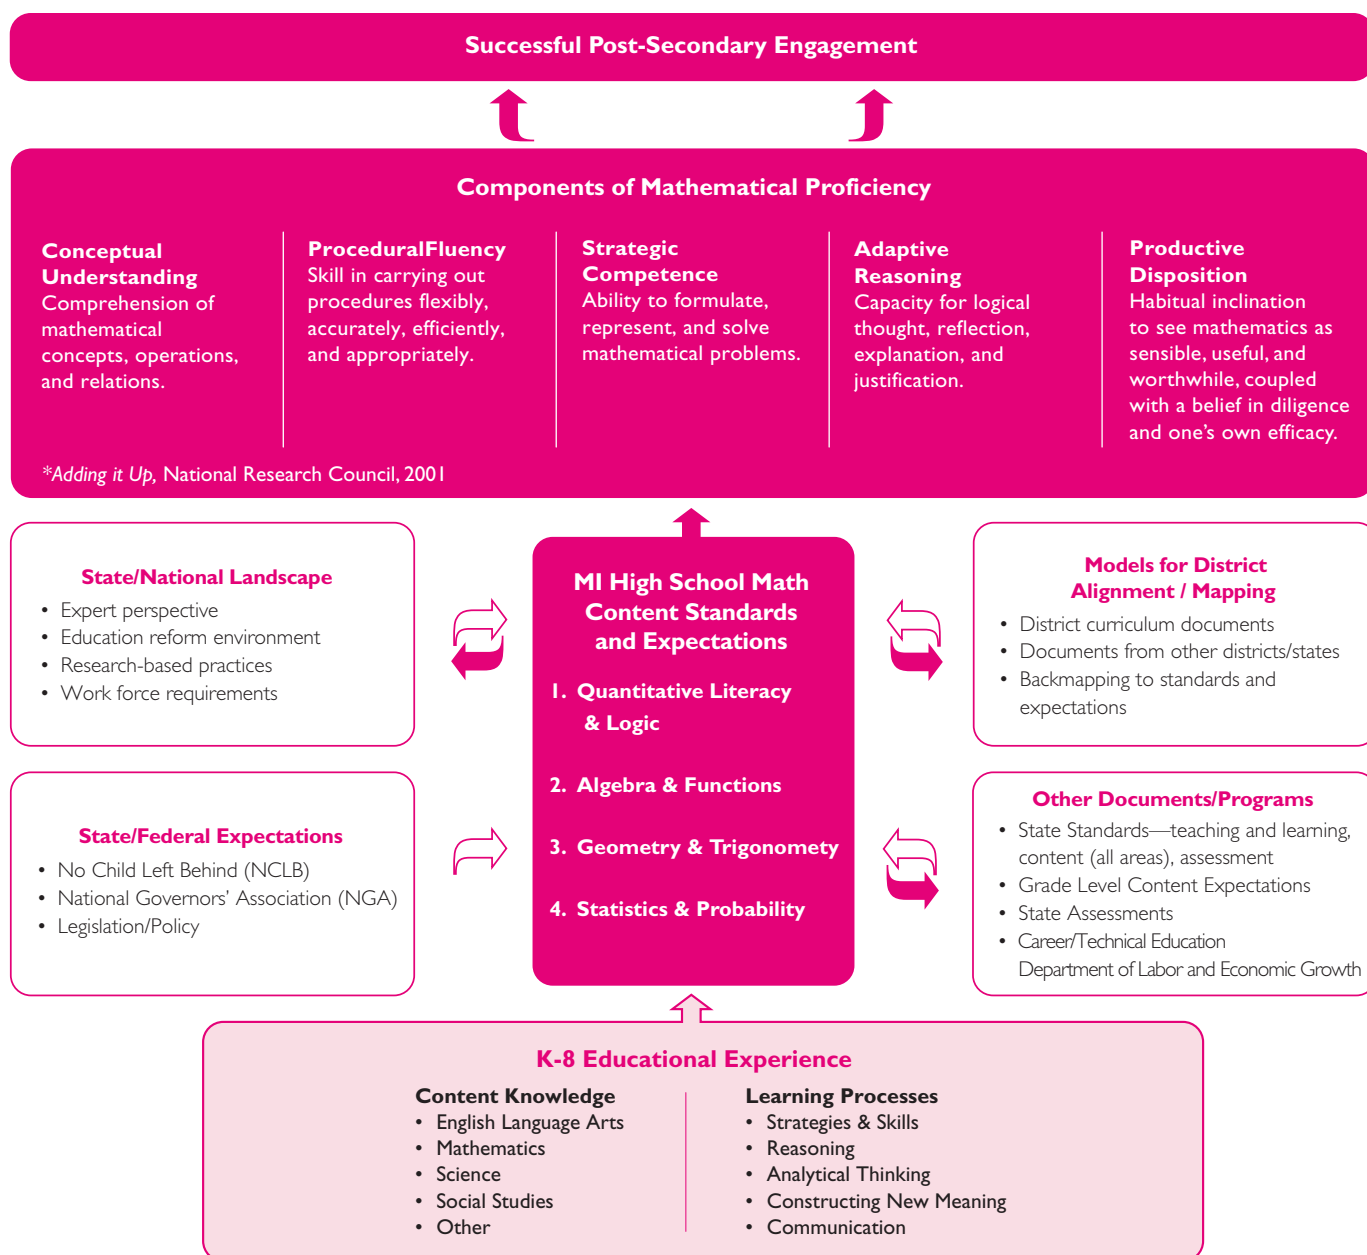 Successful Post-Secondary Engagement
Components of Mathematical Proficiency
Conceptual
Understanding
Comprehension of
mathematical
concepts, operations,
and relations.
ProceduralFluency
Skill in carrying out
procedures flexibly,
accurately, efficiently,
and appropriately.
Strategic
Competence
Ability to formulate,
represent, and solve
mathematical problems.
Adaptive
Reasoning
Capacity for logical
thought, reflection,
explanation, and
justification.
Productive
Disposition
Habitual inclination
to see mathematics as
sensible, useful, and
worthwhile, coupled
with a belief in diligence
and one's own efficacy.
*Adding it Up, National Research Council, 2001
State/National Landscape
• Expert perspective
• Education reform environment
• Research-based practices
• Work force requirements
State/Federal Expectations
• No Child Left Behind (NCLB)
• National Governors' Association (NGA)
• Legislation/Policy
MI High School Math
Content Standards
and Expectations
1. Quantitative Literacy
& Logic
2. Algebra & Functions
3. Geometry & Trigonomety
4. Statistics & Probability
Models for District
Alignment / Mapping
• District curriculum documents
• Documents from other districts/states
• Backmapping to standards and
expectations
Other Documents/Programs
• State Standards—teaching and learning,
content (all areas), assessment
• Grade Level Content Expectations
• State Assessments
• Career/Technical Education
Department of Labor and Economic Growth
K-8 Educational Experience
Content Knowledge
• English Language Arts
• Mathematics
• Science
• Social Studies
• Other
Learning Processes
• Strategies & Skills
• Reasoning
• Analytical Thinking
• Constructing New Meaning
• Communication